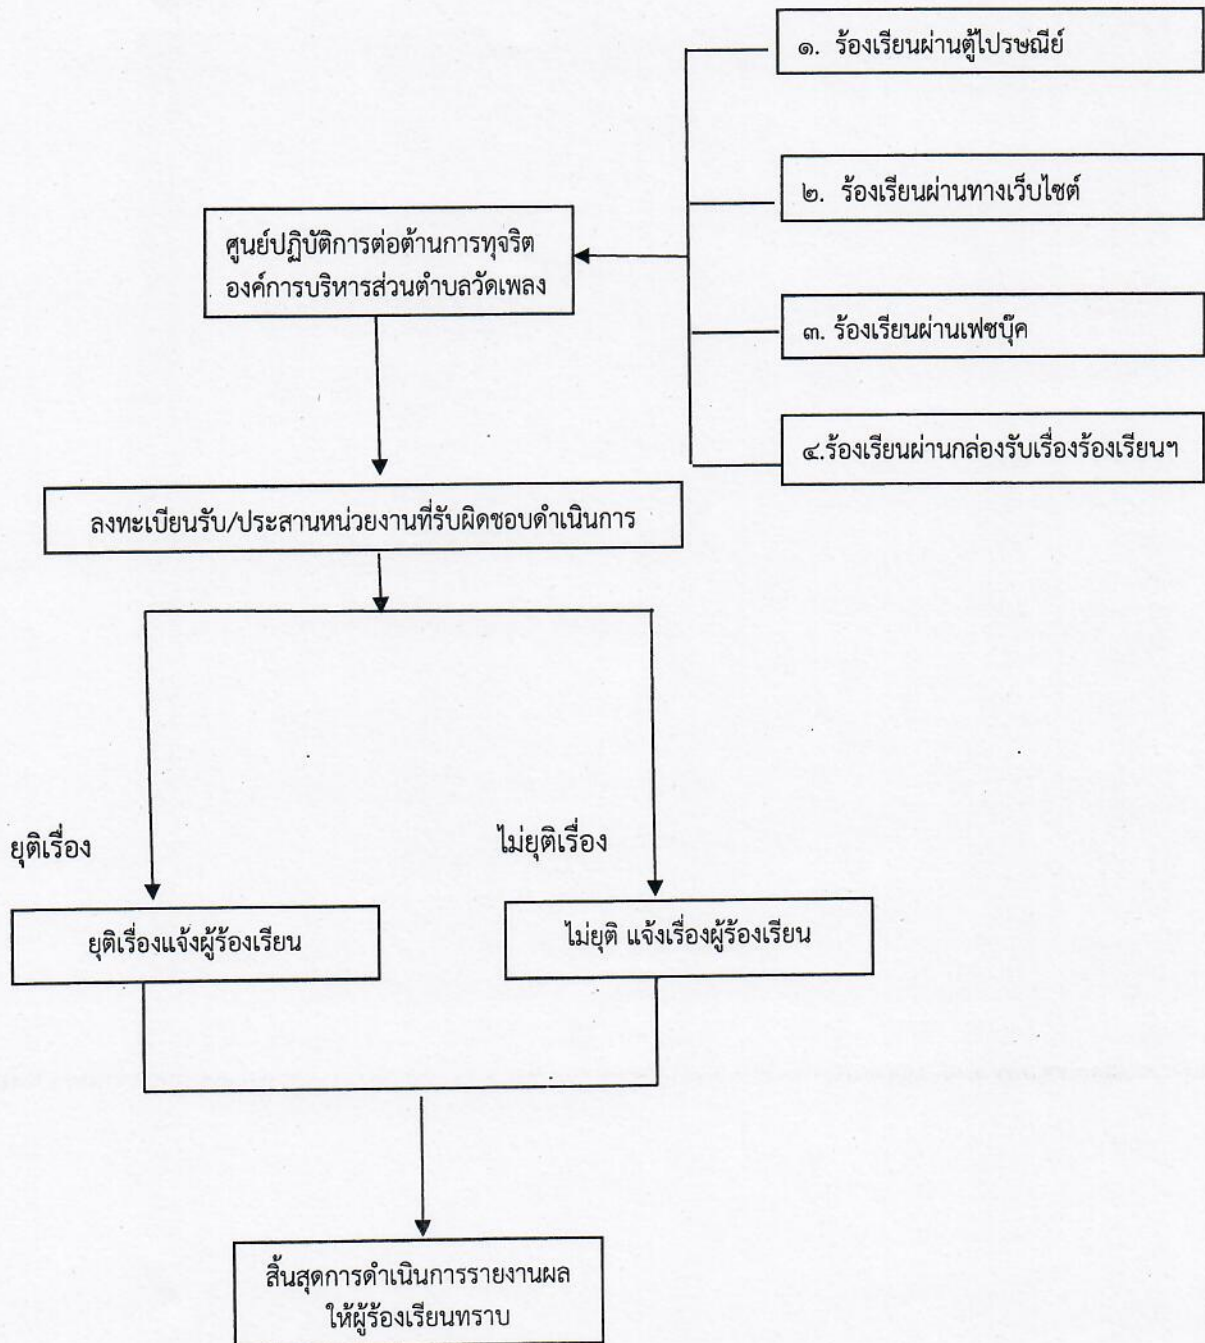 ๑. ร้องเรียนผ่านตู้ไปรษณีย์
๒. ร้องเรียนผ่านทางเว็บไซต์
ศูนย์ปฏิบัติการต่อต้านการทุจริต
องค์การบริหารส่วนตำบลวัดเพลง
๓. ร้องเรียนผ่านเฟซบุ๊ค
๔.ร้องเรียนผ่านกล่องรับเรื่องร้องเรียนฯ
ลงทะเบียนรับ/ประสานหน่วยงานที่รับผิดชอบดำเนินการ
ยุติเรื่อง
ไม่ยุติเรื่อง
ยุติเรื่องแจ้งผู้ร้องเรียน
ไม่ยุติ แจ้งเรื่องผู้ร้องเรียน
สิ้นสุดการดำเนินการรายงานผล
ให้ผู้ร้องเรียนทราบ